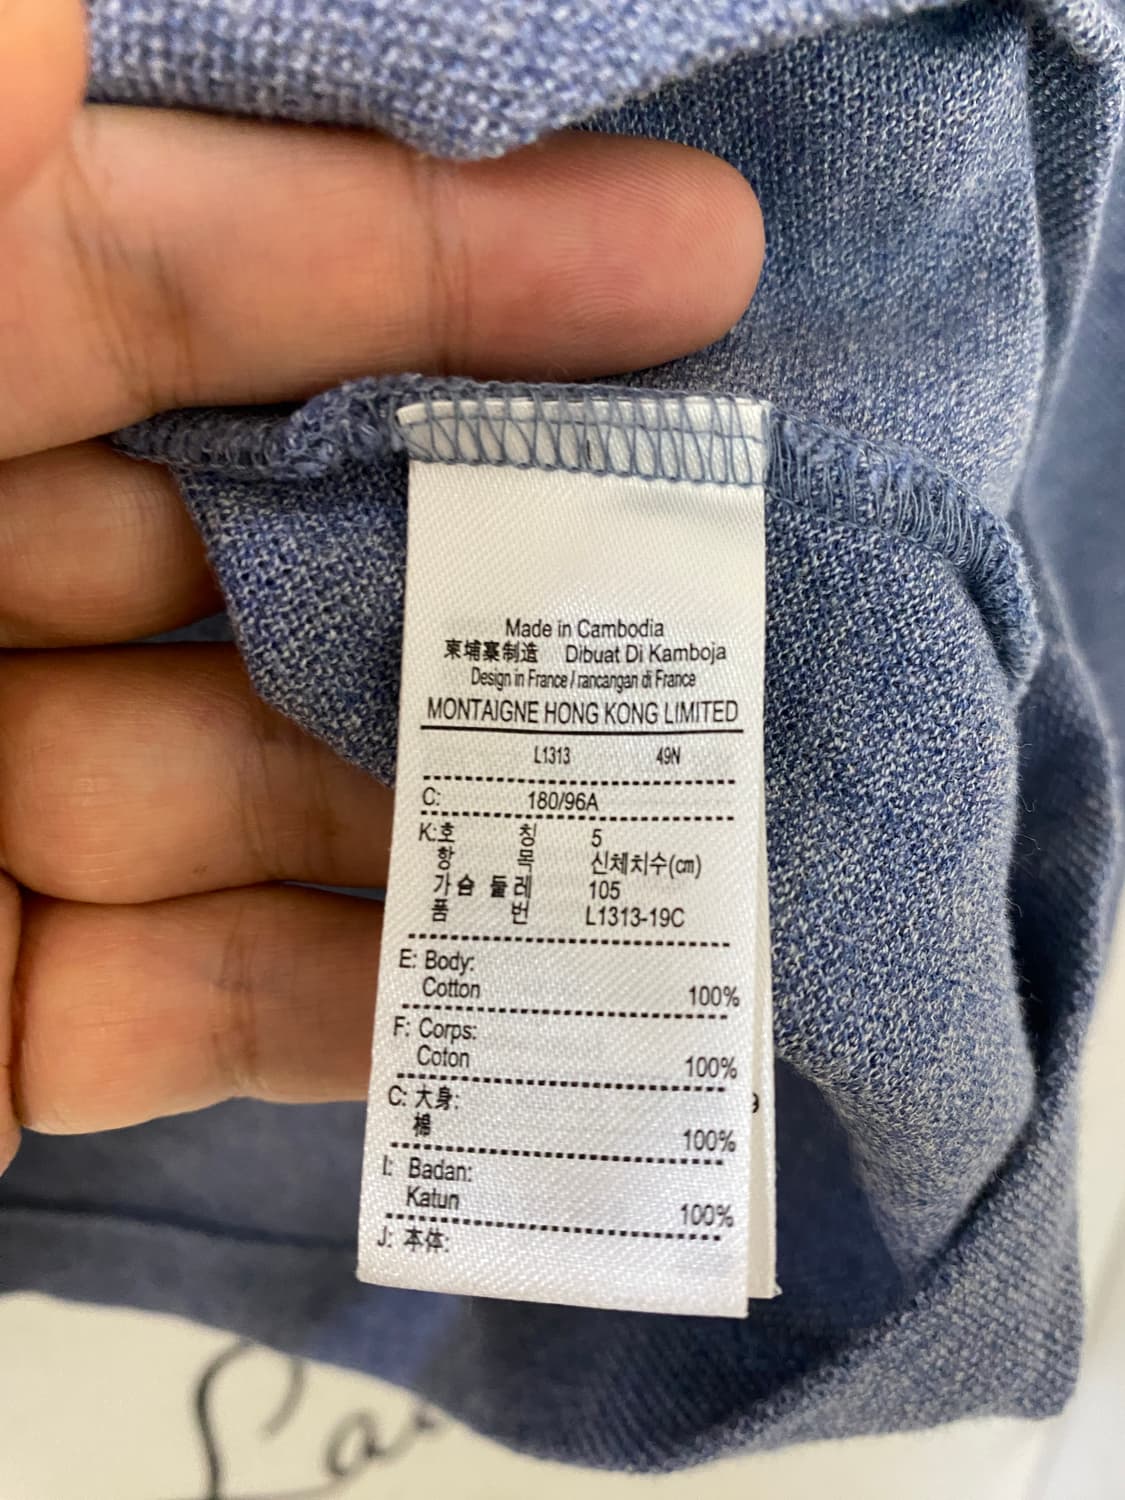 Made in Cambodia
柬埔寨制造 Dibuat Di Kamboja
Design in France / rancangan di France
MONTAIGNE HONG KONG LIMITED
L1313 49N
C: 180/96A
K:호 칭 5
항 목 신체치수(㎝)
가슴 둘레 105
품 번 L1313-19C
E: Body:
Cotton 100%
F: Corps:
Coton 100%
C: 大身:
棉 100%
I: Badan:
Katun 100%
J: 本体: